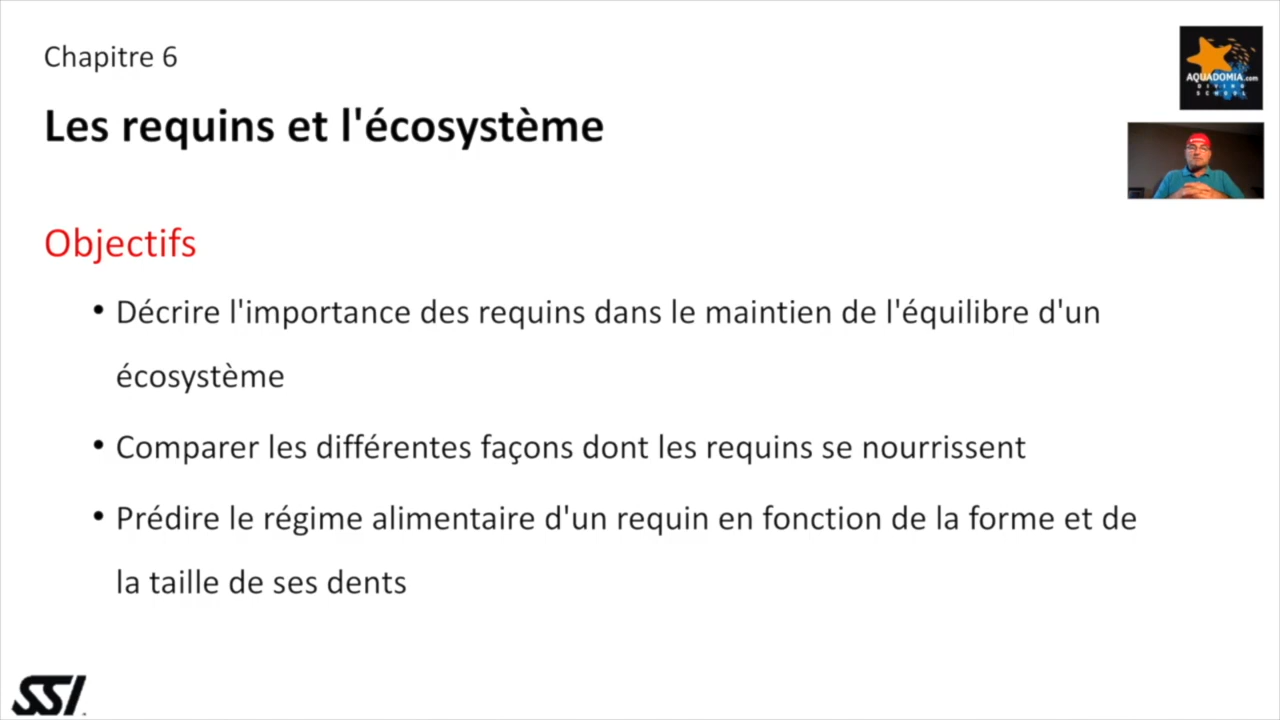 Chapitre 6
Les requins et l'écosystème
AQUADOMIA.com
DIVING
SCHOOL
Objectifs
• Décrire l'importance des requins dans le maintien de l'équilibre d'un
écosystème
• Comparer les différentes façons dont les requins se nourrissent
• Prédire le régime alimentaire d'un requin en fonction de la forme et de
la taille de ses dents
SSI